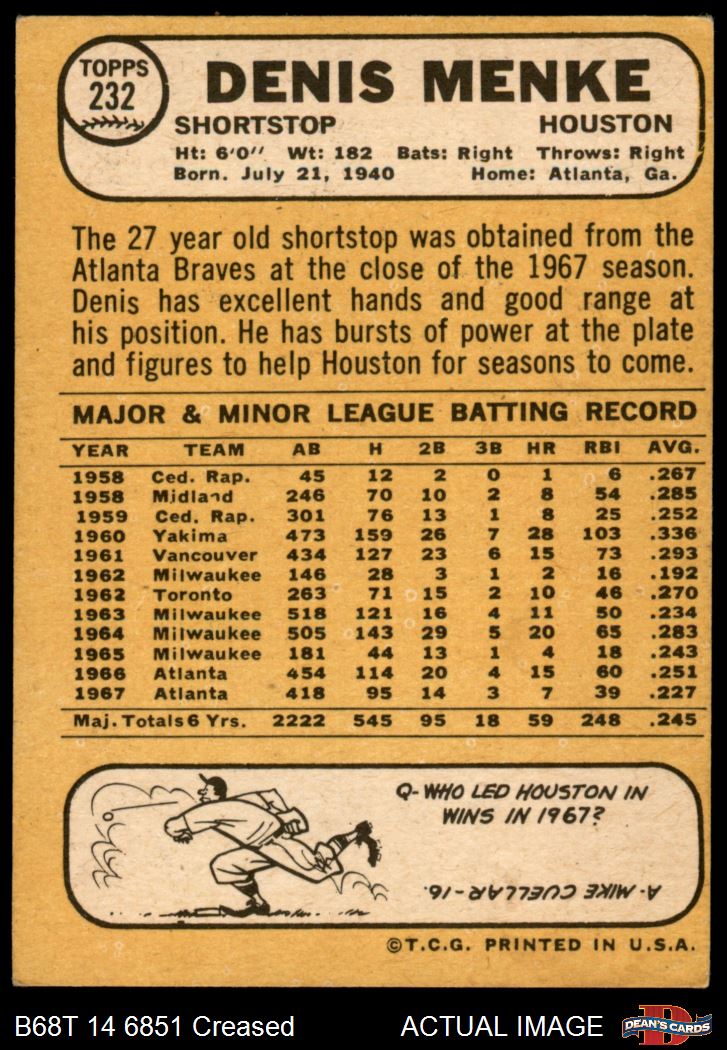 TOPPS
232
DENIS MENKE
SHORTSTOP HOUSTON
Ht: 6'0'' Wt: 182 Bats: Right Throws: Right
Born. July 21, 1940 Home: Atlanta, Ga.
The 27 year old shortstop was obtained from the
Atlanta Braves at the close of the 1967 season.
Denis has excellent hands and good range at
his position. He has bursts of power at the plate
and figures to help Houston for seasons to come.
MAJOR & MINOR LEAGUE BATTING RECORD
YEAR TEAM AB H 2B 3B HR RBI AVG.
1958 Ced. Rap. 45 12 2 0 1 6 .267
1958 Midland 246 70 10 2 8 54 .285
1959 Ced. Rap. 301 76 13 1 8 25 .252
1960 Yakima 473 159 26 7 28 103 .336
1961 Vancouver 434 127 23 6 15 73 .293
1962 Milwaukee 146 28 3 1 2 16 .192
1962 Toronto 263 71 15 2 10 46 .270
1963 Milwaukee 518 121 16 4 11 50 .234
1964 Milwaukee 505 143 29 5 20 65 .283
1965 Milwaukee 181 44 13 1 4 18 .243
1966 Atlanta 454 114 20 4 15 60 .251
1967 Atlanta 418 95 14 3 7 39 .227
Maj. Totals 6 Yrs. 2222 545 95 18 59 248 .245
Q-WHO LED HOUSTON IN
WINS IN 1967?
A-MIKE CUELLAR-16.
©T.C.G. PRINTED IN U.S.A.
B68T 14 6851 Creased ACTUAL IMAGE
D
DEAN'S CARDS